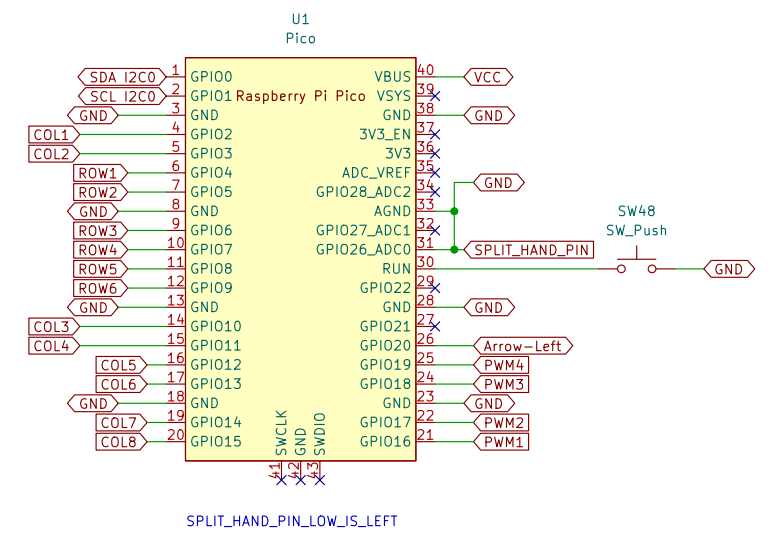 U1
Pico
SDA I2C0 1 GPIO0 VBUS 40 VCC
SCL I2C0 2 GPIO1 Raspberry Pi Pico VSYS 39
GND 3 GND GND 38 GND
COL1 4 GPIO2 3V3_EN 37
COL2 5 GPIO3 3V3 36
ROW1 6 GPIO4 ADC_VREF 35
ROW2 7 GPIO5 GPIO28_ADC2 34 GND
GND 8 GND AGND 33
SW48
ROW3 9 GPIO6 GPIO27_ADC1 32 SW_Push
ROW4 10 GPIO7 GPIO26_ADC0 31 SPLIT_HAND_PIN
ROW5 11 GPIO8 RUN 30 GND
ROW6 12 GPIO9 GPIO22 29
GND 13 GND GND 28 GND
COL3 14 GPIO10 GPIO21 27
COL4 15 GPIO11 GPIO20 26 Arrow-Left
COL5 16 GPIO12 GPIO19 25 PWM4
COL6 17 GPIO13 GPIO18 24 PWM3
GND 18 GND GND 23 GND
COL7 19 GPIO14 GPIO17 22 PWM2
COL8 20 GPIO15 GPIO16 21 PWM1
SWCLK GND SWDIO
41 42 43
SPLIT_HAND_PIN_LOW_IS_LEFT